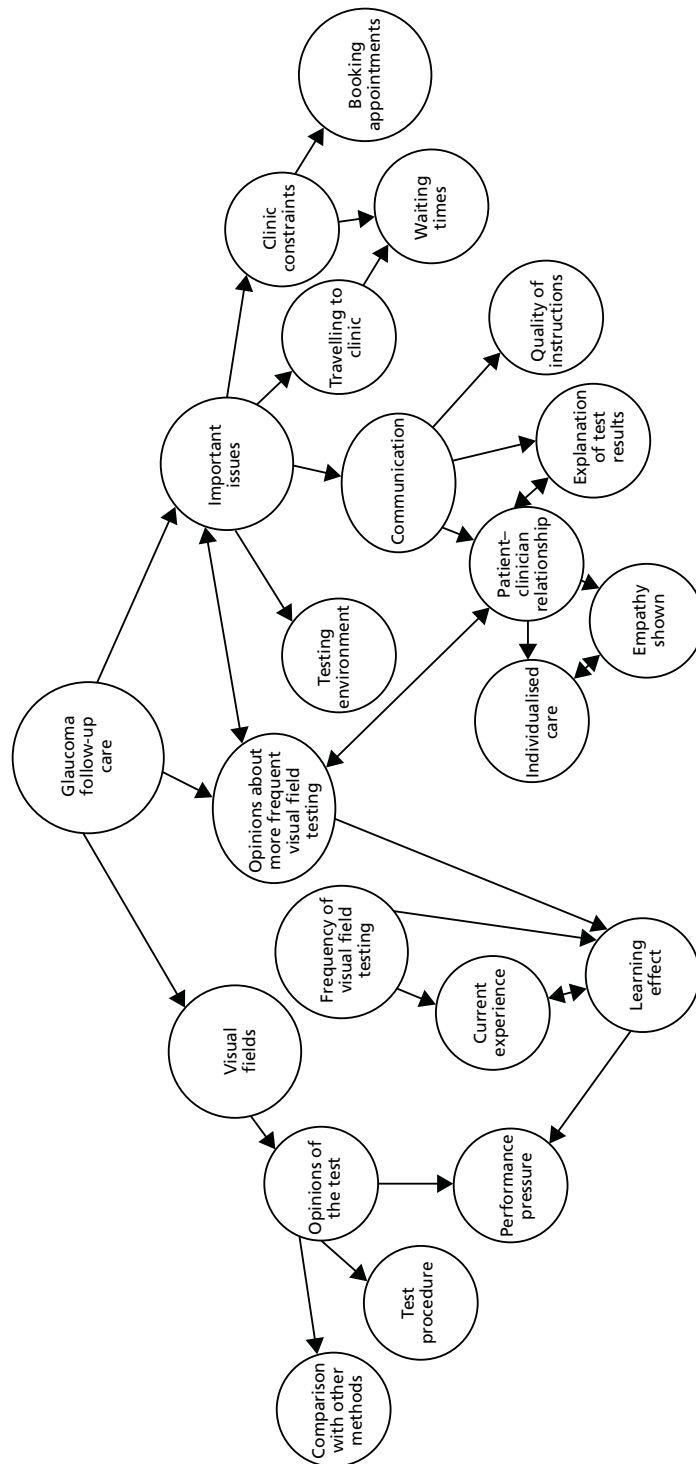 Glaucoma
follow-up
care
Visual
fields
Opinions about
more frequent
visual field
testing
Important
issues
Opinions of
the test
Frequency of
visual field
testing
Testing
environment
Travelling to
clinic
Clinic
constraints
Booking
appointments
Comparison
with other
methods
Test
procedure
Performance
pressure
Current
experience
Learning
effect
Communication
Waiting
times
Individualised
care
Patient–
clinician
relationship
Quality of
instructions
Empathy
shown
Explanation
of test
results